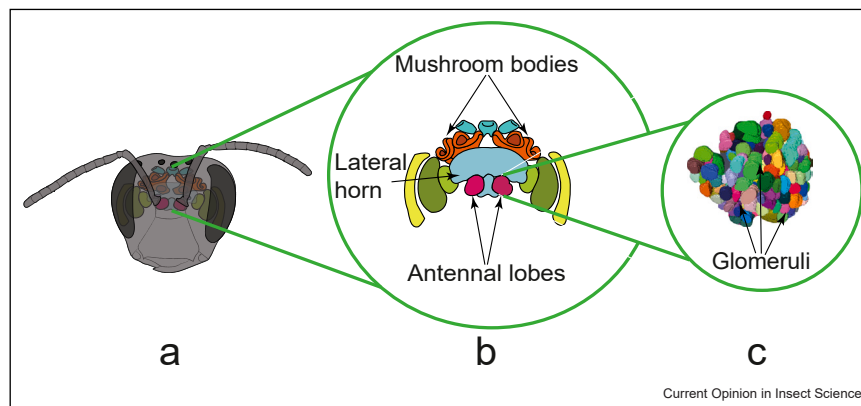 Mushroom bodies
Lateral
horn
Antennal lobes
Glomeruli
a
b
c
Current Opinion in Insect Science